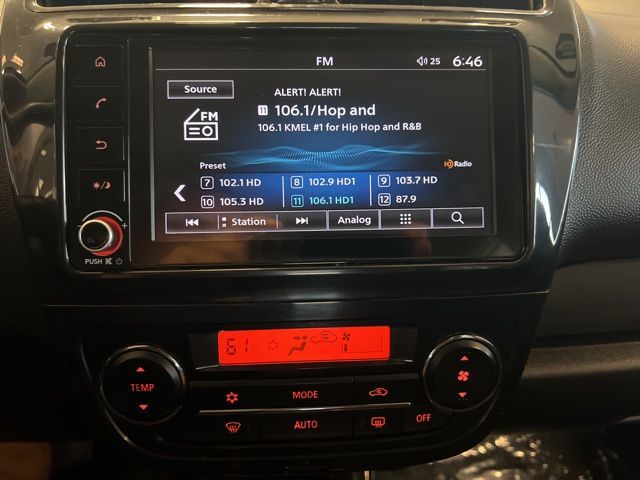 FM
25
6:46
Source
ALERT! ALERT!
11 106.1/Hop and
FM
106.1 KMEL #1 for Hip Hop and R&B
Preset
HD Radio
7 102.1 HD
8 102.9 HD1
9 103.7 HD
10 105.3 HD
11 106.1 HD1
12 87.9
Station
Analog
PUSH
61
TEMP
MODE
AUTO
OFF